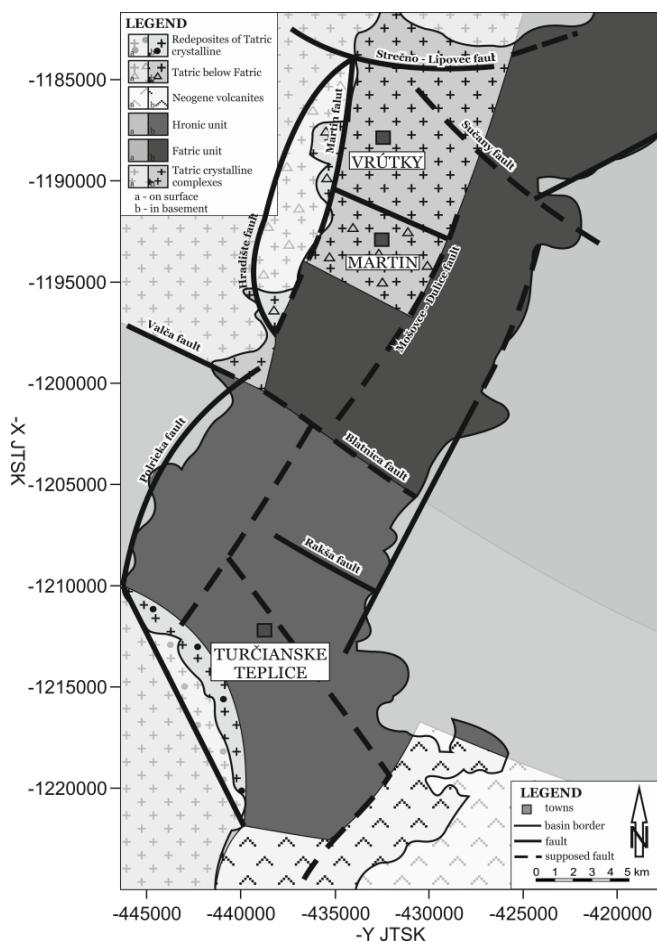 LEGEND
Redeposites of Tatric
crystalline
Tatric below Fatric
Neogene volcanites
Hronic unit
Fatric unit
Tatric crystalline
complexes
a - on surface
b - in basement
Strečno - Lipovec fault
Martin falut
Sučany fault
VRÚTKY
MARTIN
Hradište fault
Mošovce - Dulice fault
Valča fault
Polrieka fault
Blatnica fault
Rakša fault
TURČIANSKE
TEPLICE
-1185000
-1190000
-1195000
-1200000
-1205000
-1210000
-1215000
-1220000
-X JTSK
LEGEND
towns
basin border
fault
supposed fault
0 1 2 3 4 5 km
N
-445000 -440000 -435000 -430000 -425000 -420000
-Y JTSK